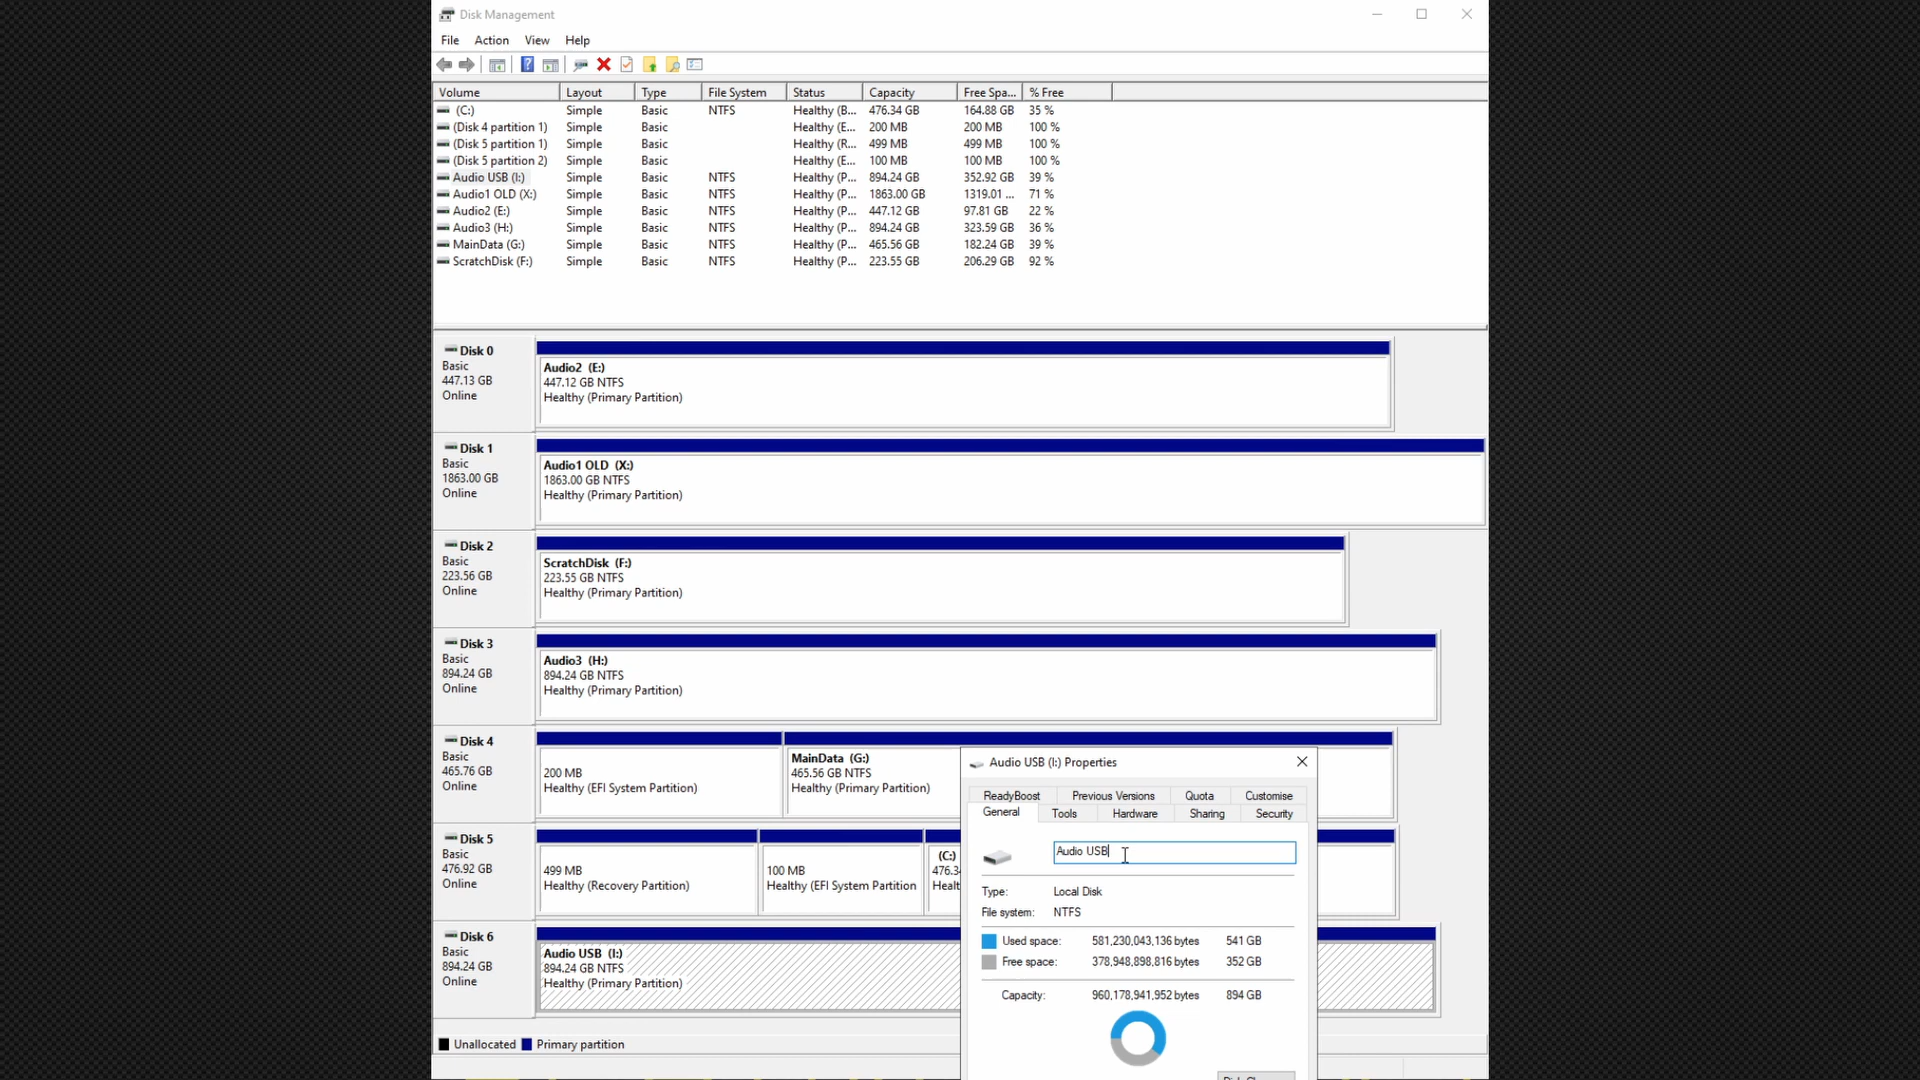 Disk Management
File Action View Help
Volume Layout Type File System Status Capacity Free Spa... % Free
(C:) Simple Basic NTFS Healthy (B... 476.34 GB 164.88 GB 35 %
(Disk 4 partition 1) Simple Basic Healthy (E... 200 MB 200 MB 100 %
(Disk 5 partition 1) Simple Basic Healthy (R... 499 MB 499 MB 100 %
(Disk 5 partition 2) Simple Basic Healthy (E... 100 MB 100 MB 100 %
Audio USB (I:) Simple Basic NTFS Healthy (P... 894.24 GB 352.92 GB 39 %
Audio1 OLD (X:) Simple Basic NTFS Healthy (P... 1863.00 GB 1319.01 ... 71 %
Audio2 (E:) Simple Basic NTFS Healthy (P... 447.12 GB 97.81 GB 22 %
Audio3 (H:) Simple Basic NTFS Healthy (P... 894.24 GB 323.59 GB 36 %
MainData (G:) Simple Basic NTFS Healthy (P... 465.56 GB 182.24 GB 39 %
ScratchDisk (F:) Simple Basic NTFS Healthy (P... 223.55 GB 206.29 GB 92 %
Disk 0
Basic
447.13 GB
Online
Audio2 (E:)
447.12 GB NTFS
Healthy (Primary Partition)
Disk 1
Basic
1863.00 GB
Online
Audio1 OLD (X:)
1863.00 GB NTFS
Healthy (Primary Partition)
Disk 2
Basic
223.56 GB
Online
ScratchDisk (F:)
223.55 GB NTFS
Healthy (Primary Partition)
Disk 3
Basic
894.24 GB
Online
Audio3 (H:)
894.24 GB NTFS
Healthy (Primary Partition)
Disk 4
Basic
465.76 GB
Online
200 MB
Healthy (EFI System Partition)
MainData (G:)
465.56 GB NTFS
Healthy (Primary Partition)
Disk 5
Basic
476.92 GB
Online
499 MB
Healthy (Recovery Partition)
100 MB
Healthy (EFI System Partition
(C:)
476.3
Healt
Disk 6
Basic
894.24 GB
Online
Audio USB (I:)
894.24 GB NTFS
Healthy (Primary Partition)
Unallocated Primary partition
Audio USB (I:) Properties
ReadyBoost Previous Versions Quota Customise
General Tools Hardware Sharing Security
Audio USB
Type: Local Disk
File system: NTFS
Used space: 581,230,043,136 bytes 541 GB
Free space: 378,948,898,816 bytes 352 GB
Capacity: 960,178,941,952 bytes 894 GB